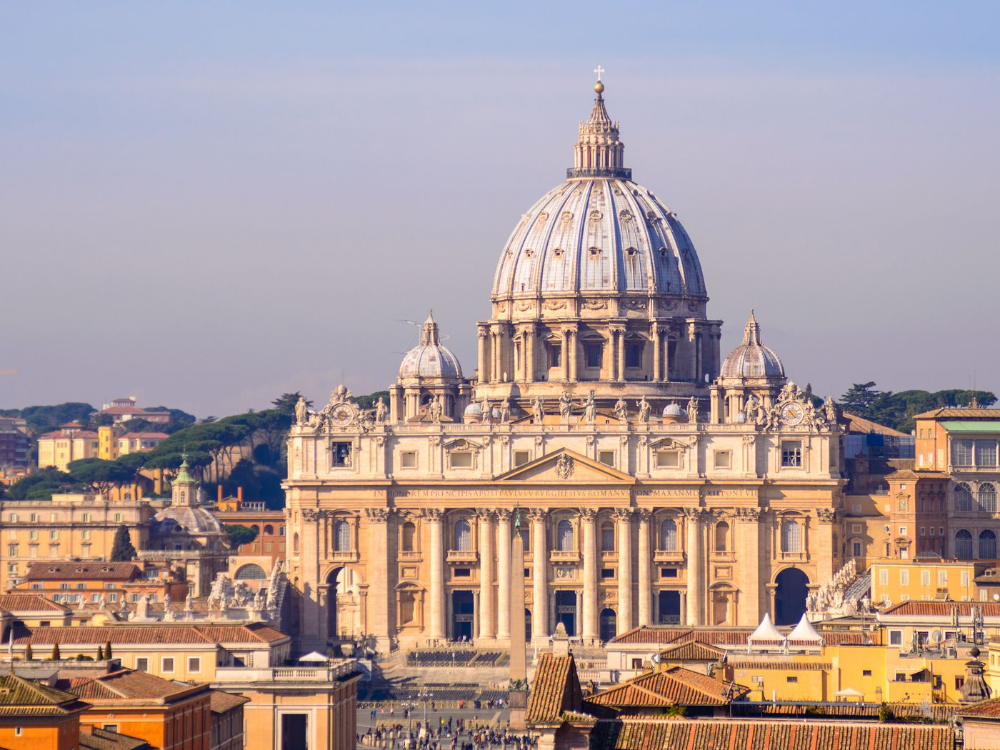 IN HONOREM PRINCIPIS APOST PAVLVS V BVRGHESIVS ROMANVS PONT MAX AN MDCXII PONT VII